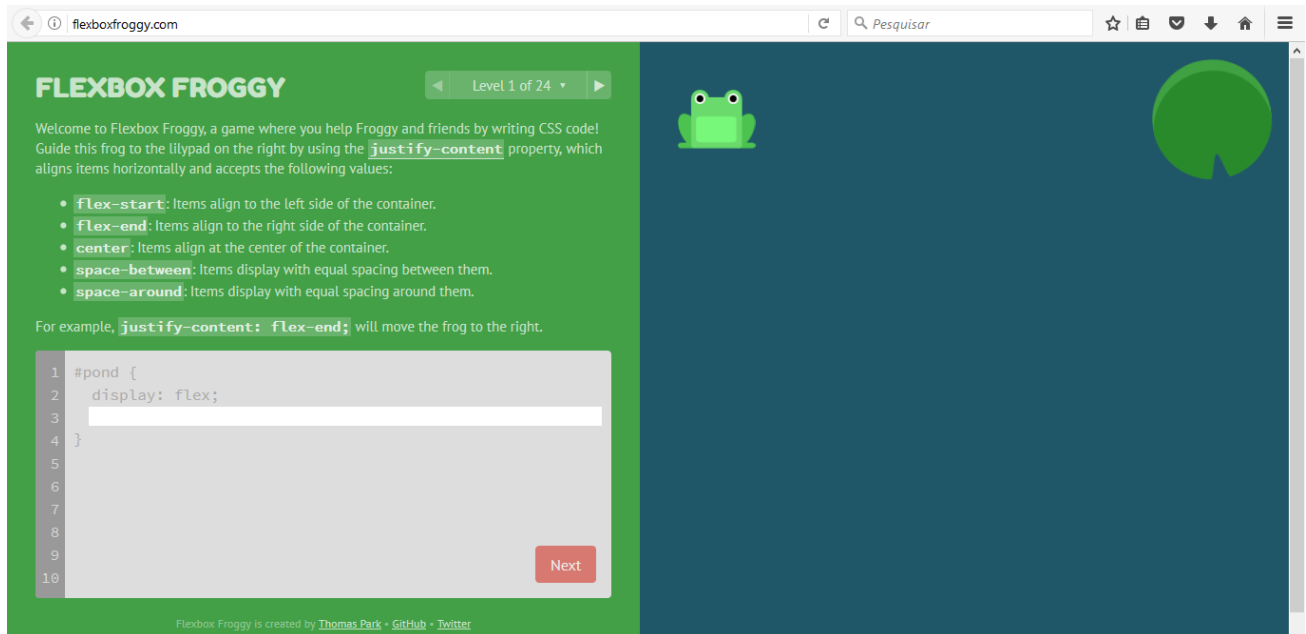 flexboxfroggy.com
Pesquisar
FLEXBOX FROGGY
Level 1 of 24
Welcome to Flexbox Froggy, a game where you help Froggy and friends by writing CSS code!
Guide this frog to the lilypad on the right by using the justify-content property, which
aligns items horizontally and accepts the following values:
flex-start: Items align to the left side of the container.
flex-end: Items align to the right side of the container.
center: Items align at the center of the container.
space-between: Items display with equal spacing between them.
space-around: Items display with equal spacing around them.
For example, justify-content: flex-end; will move the frog to the right.
1 #pond {
2 display: flex;
3
4 }
5
6
7
8
9
10
Next
Flexbox Froggy is created by Thomas Park • GitHub • Twitter